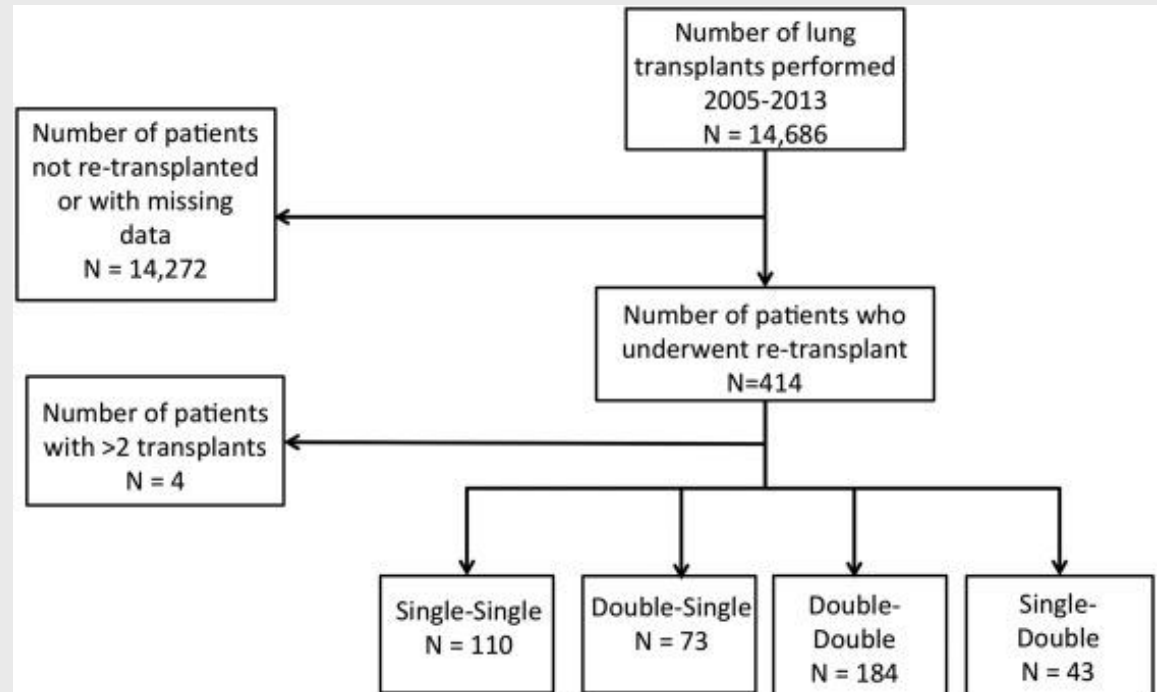 Number of lung
transplants performed
2005-2013
N = 14,686
Number of patients
not re-transplanted
or with missing
data
N = 14,272
Number of patients who
underwent re-transplant
N=414
Number of patients
with >2 transplants
N = 4
Single-Single
N = 110
Double-Single
N = 73
Double-
Double
N = 184
Single-
Double
N = 43